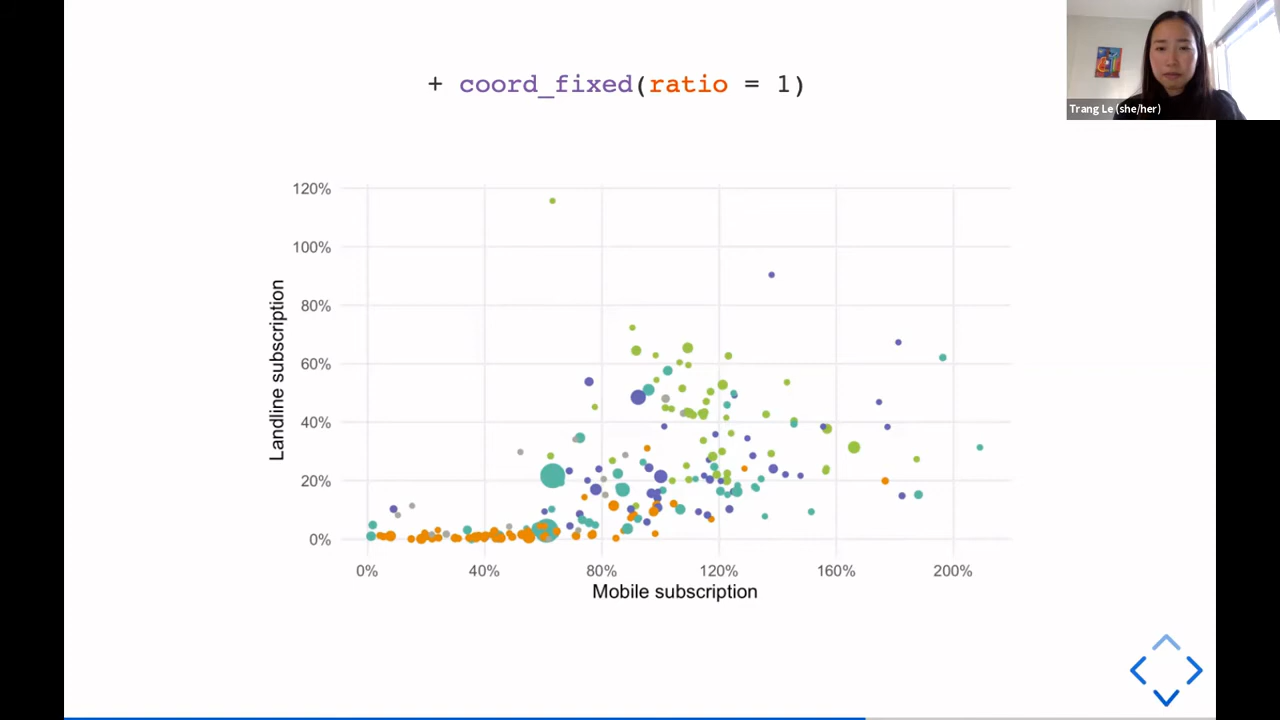 + coord_fixed(ratio = 1)
Trang Le (she/her)
120%
100%
80%
60%
40%
20%
0%
Landline subscription
0% 40% 80% 120% 160% 200%
Mobile subscription